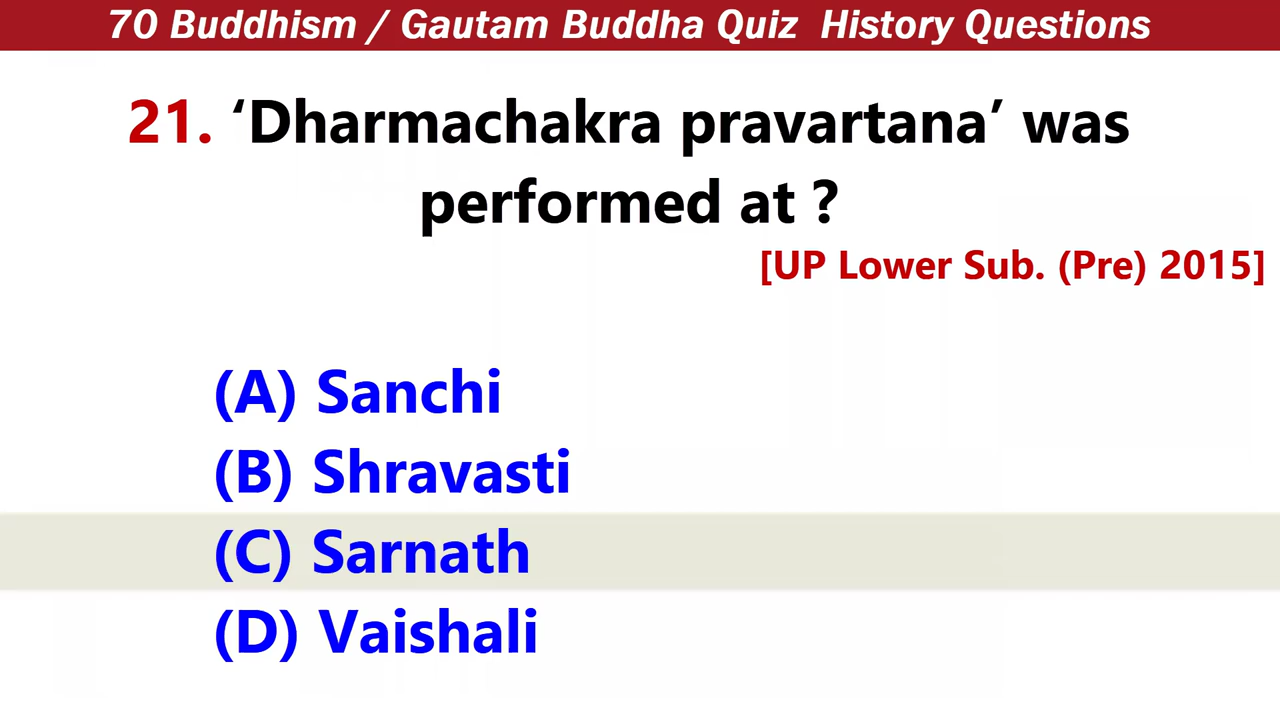 70 Buddhism / Gautam Buddha Quiz History Questions
21. ‘Dharmachakra pravartana’ was
performed at ?
[UP Lower Sub. (Pre) 2015]
(A) Sanchi
(B) Shravasti
(C) Sarnath
(D) Vaishali